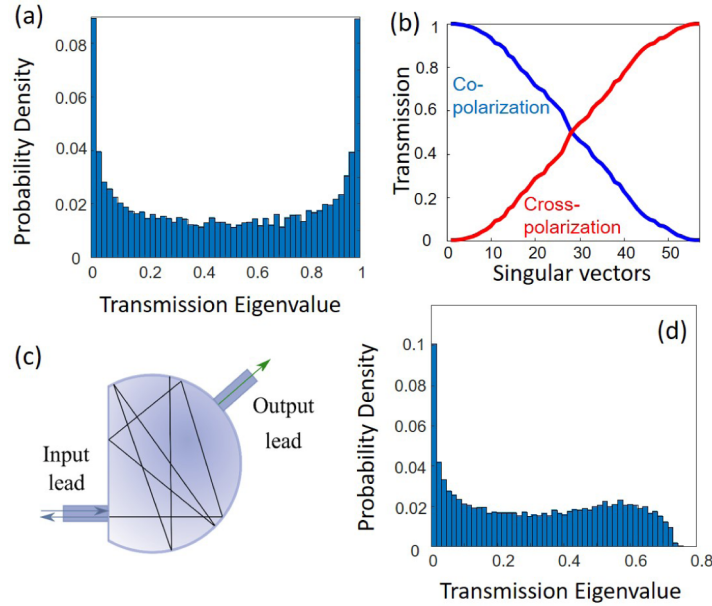 (a)
0.08
0.06
0.04
0.02
0
Probability Density
0 0.2 0.4 0.6 0.8 1
Transmission Eigenvalue
(b)
1
0.8
0.6
0.4
0.2
0
Transmission
Co-
polarization
Cross-
polarization
0 10 20 30 40 50
Singular vectors
(c)
Input
lead
Output
lead
(d)
0.1
0.08
0.06
0.04
0.02
0
Probability Density
0 0.2 0.4 0.6 0.8
Transmission Eigenvalue